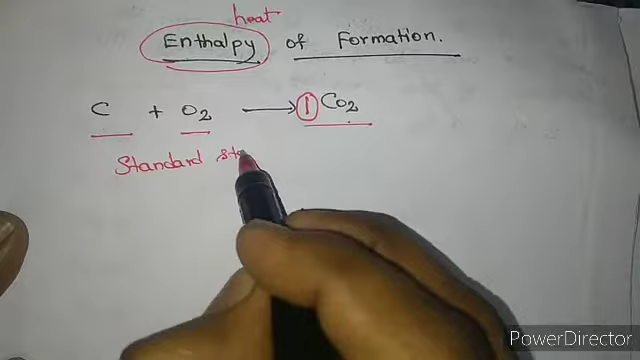 heat
Enthalpy of Formation.
C + O₂ → 1 CO₂
Standard
PowerDirector